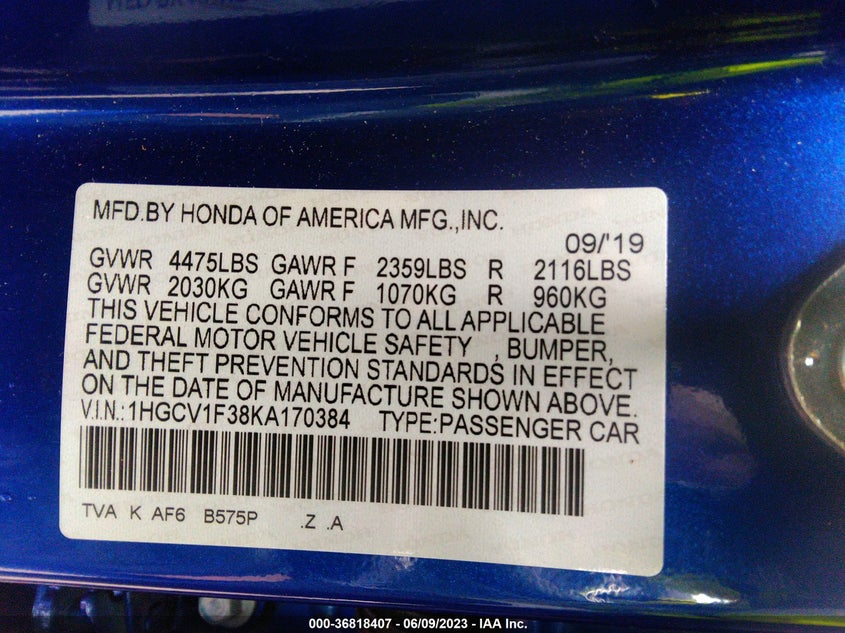 MFD.BY HONDA OF AMERICA MFG.,INC.
09/'19
GVWR 4475LBS GAWR F 2359LBS R 2116LBS
GVWR 2030KG GAWR F 1070KG R 960KG
THIS VEHICLE CONFORMS TO ALL APPLICABLE
FEDERAL MOTOR VEHICLE SAFETY , BUMPER,
AND THEFT PREVENTION STANDARDS IN EFFECT
ON THE DATE OF MANUFACTURE SHOWN ABOVE.
V.I.N.:1HGCV1F38KA170384 TYPE:PASSENGER CAR
TVA K AF6 B575P .Z .A
000-36818407 - 06/09/2023 - IAA Inc.